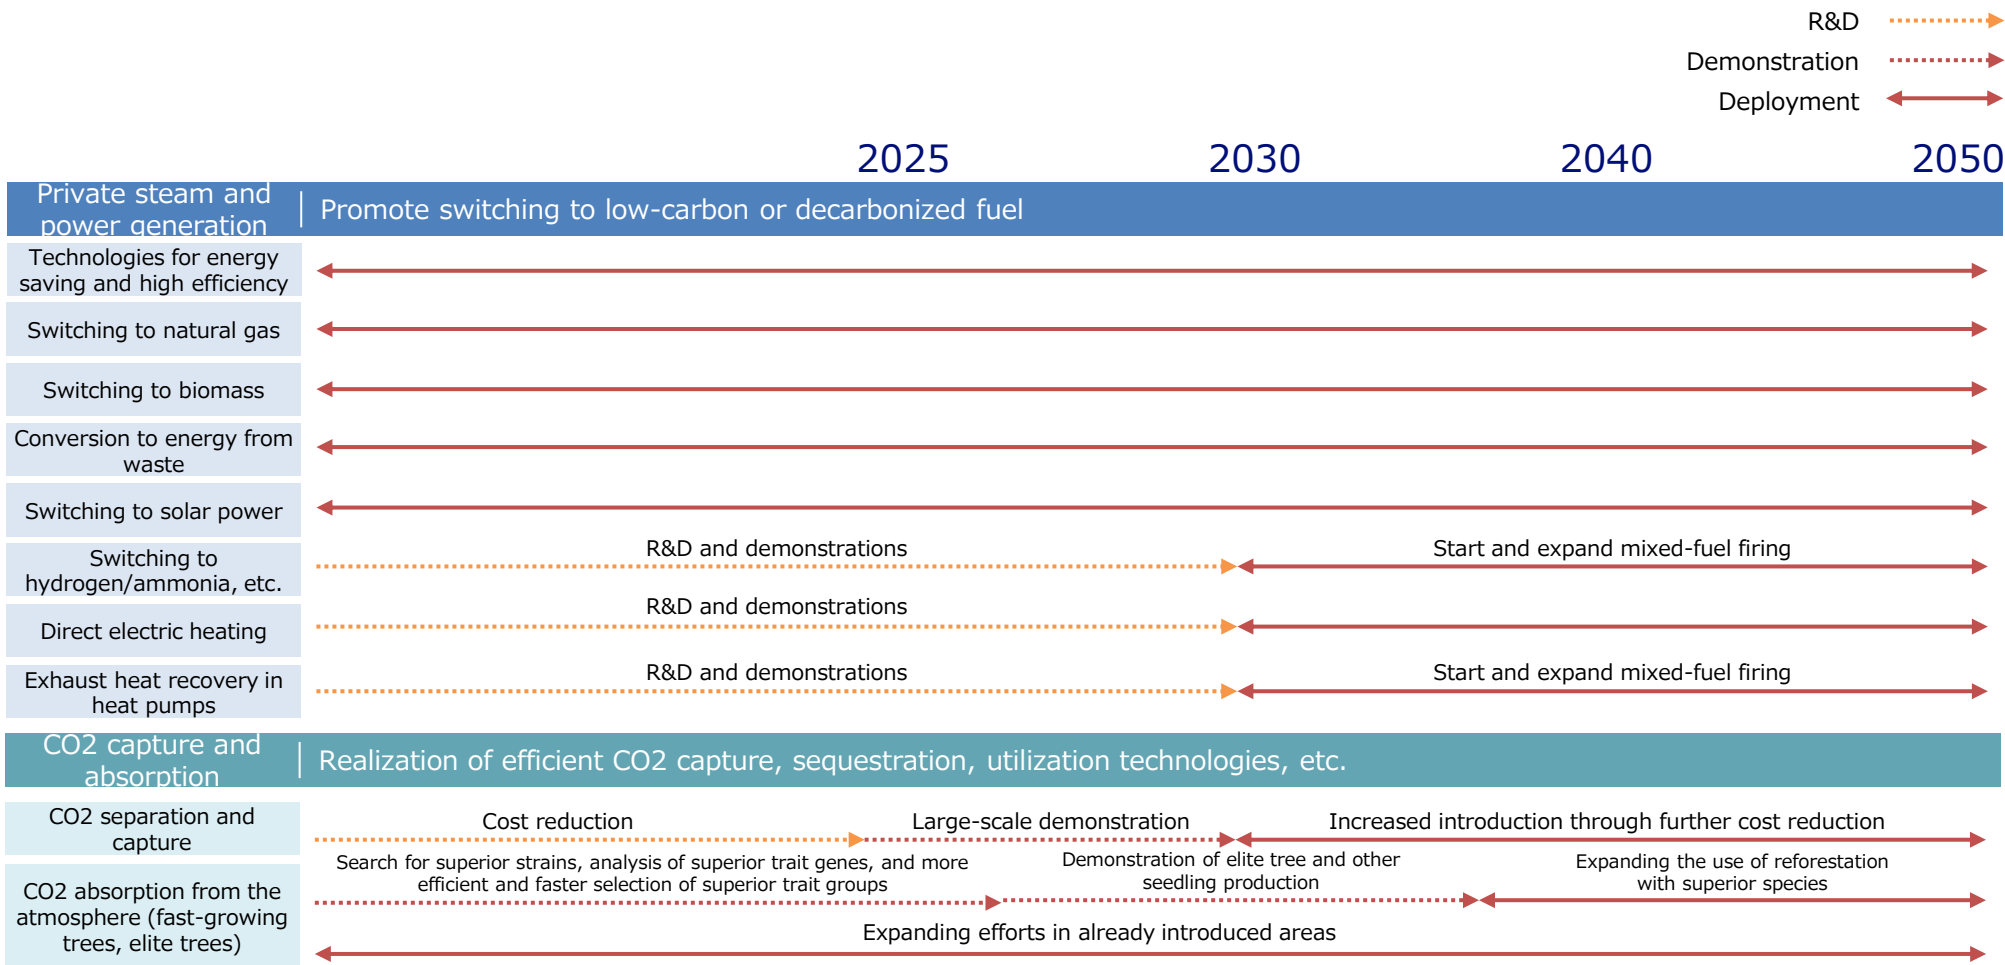 R&D
Demonstration
Deployment
2025 2030 2040 2050
Private steam and
power generation
Promote switching to low-carbon or decarbonized fuel
Technologies for energy
saving and high efficiency
Switching to natural gas
Switching to biomass
Conversion to energy from
waste
Switching to solar power
Switching to
hydrogen/ammonia, etc.
R&D and demonstrations
Start and expand mixed-fuel firing
Direct electric heating
R&D and demonstrations
Exhaust heat recovery in
heat pumps
R&D and demonstrations
Start and expand mixed-fuel firing
CO2 capture and
absorption
Realization of efficient CO2 capture, sequestration, utilization technologies, etc.
CO2 separation and
capture
Cost reduction
Large-scale demonstration
Increased introduction through further cost reduction
CO2 absorption from the
atmosphere (fast-growing
trees, elite trees)
Search for superior strains, analysis of superior trait genes, and more
efficient and faster selection of superior trait groups
Demonstration of elite tree and other
seedling production
Expanding the use of reforestation
with superior species
Expanding efforts in already introduced areas